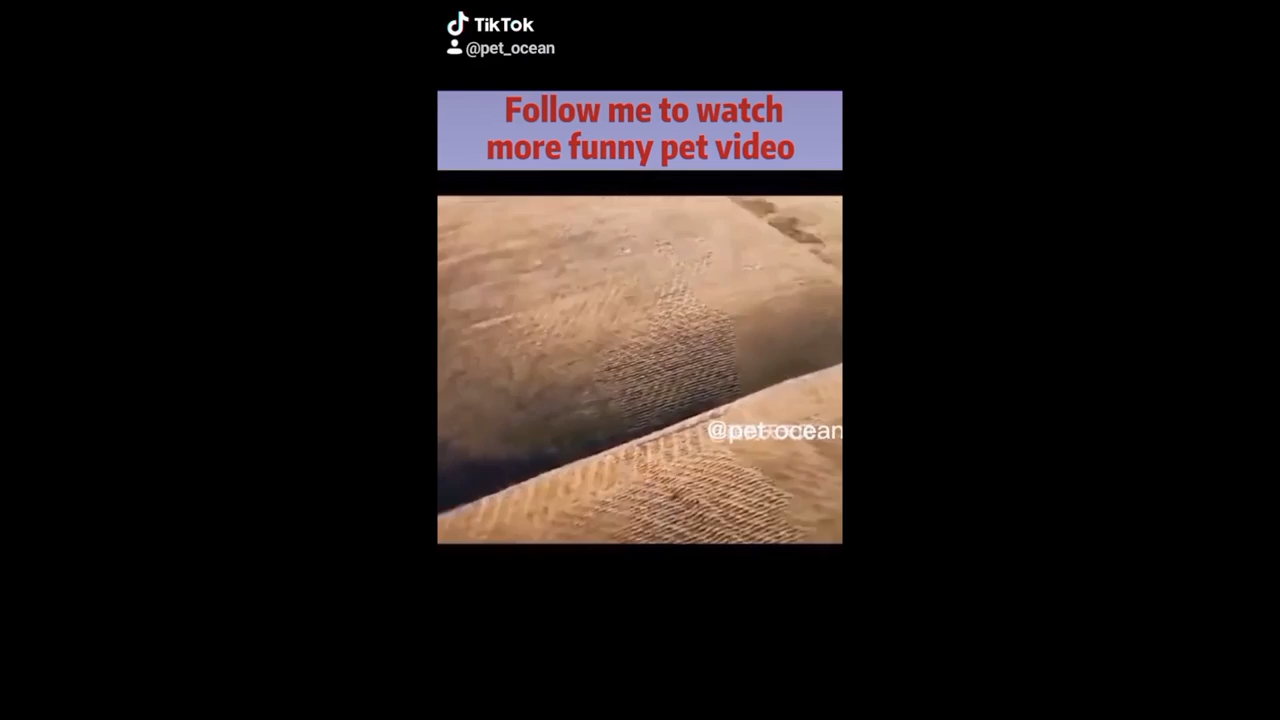 TikTok
@pet_ocean
Follow me to watch
more funny pet video
@pet ocean